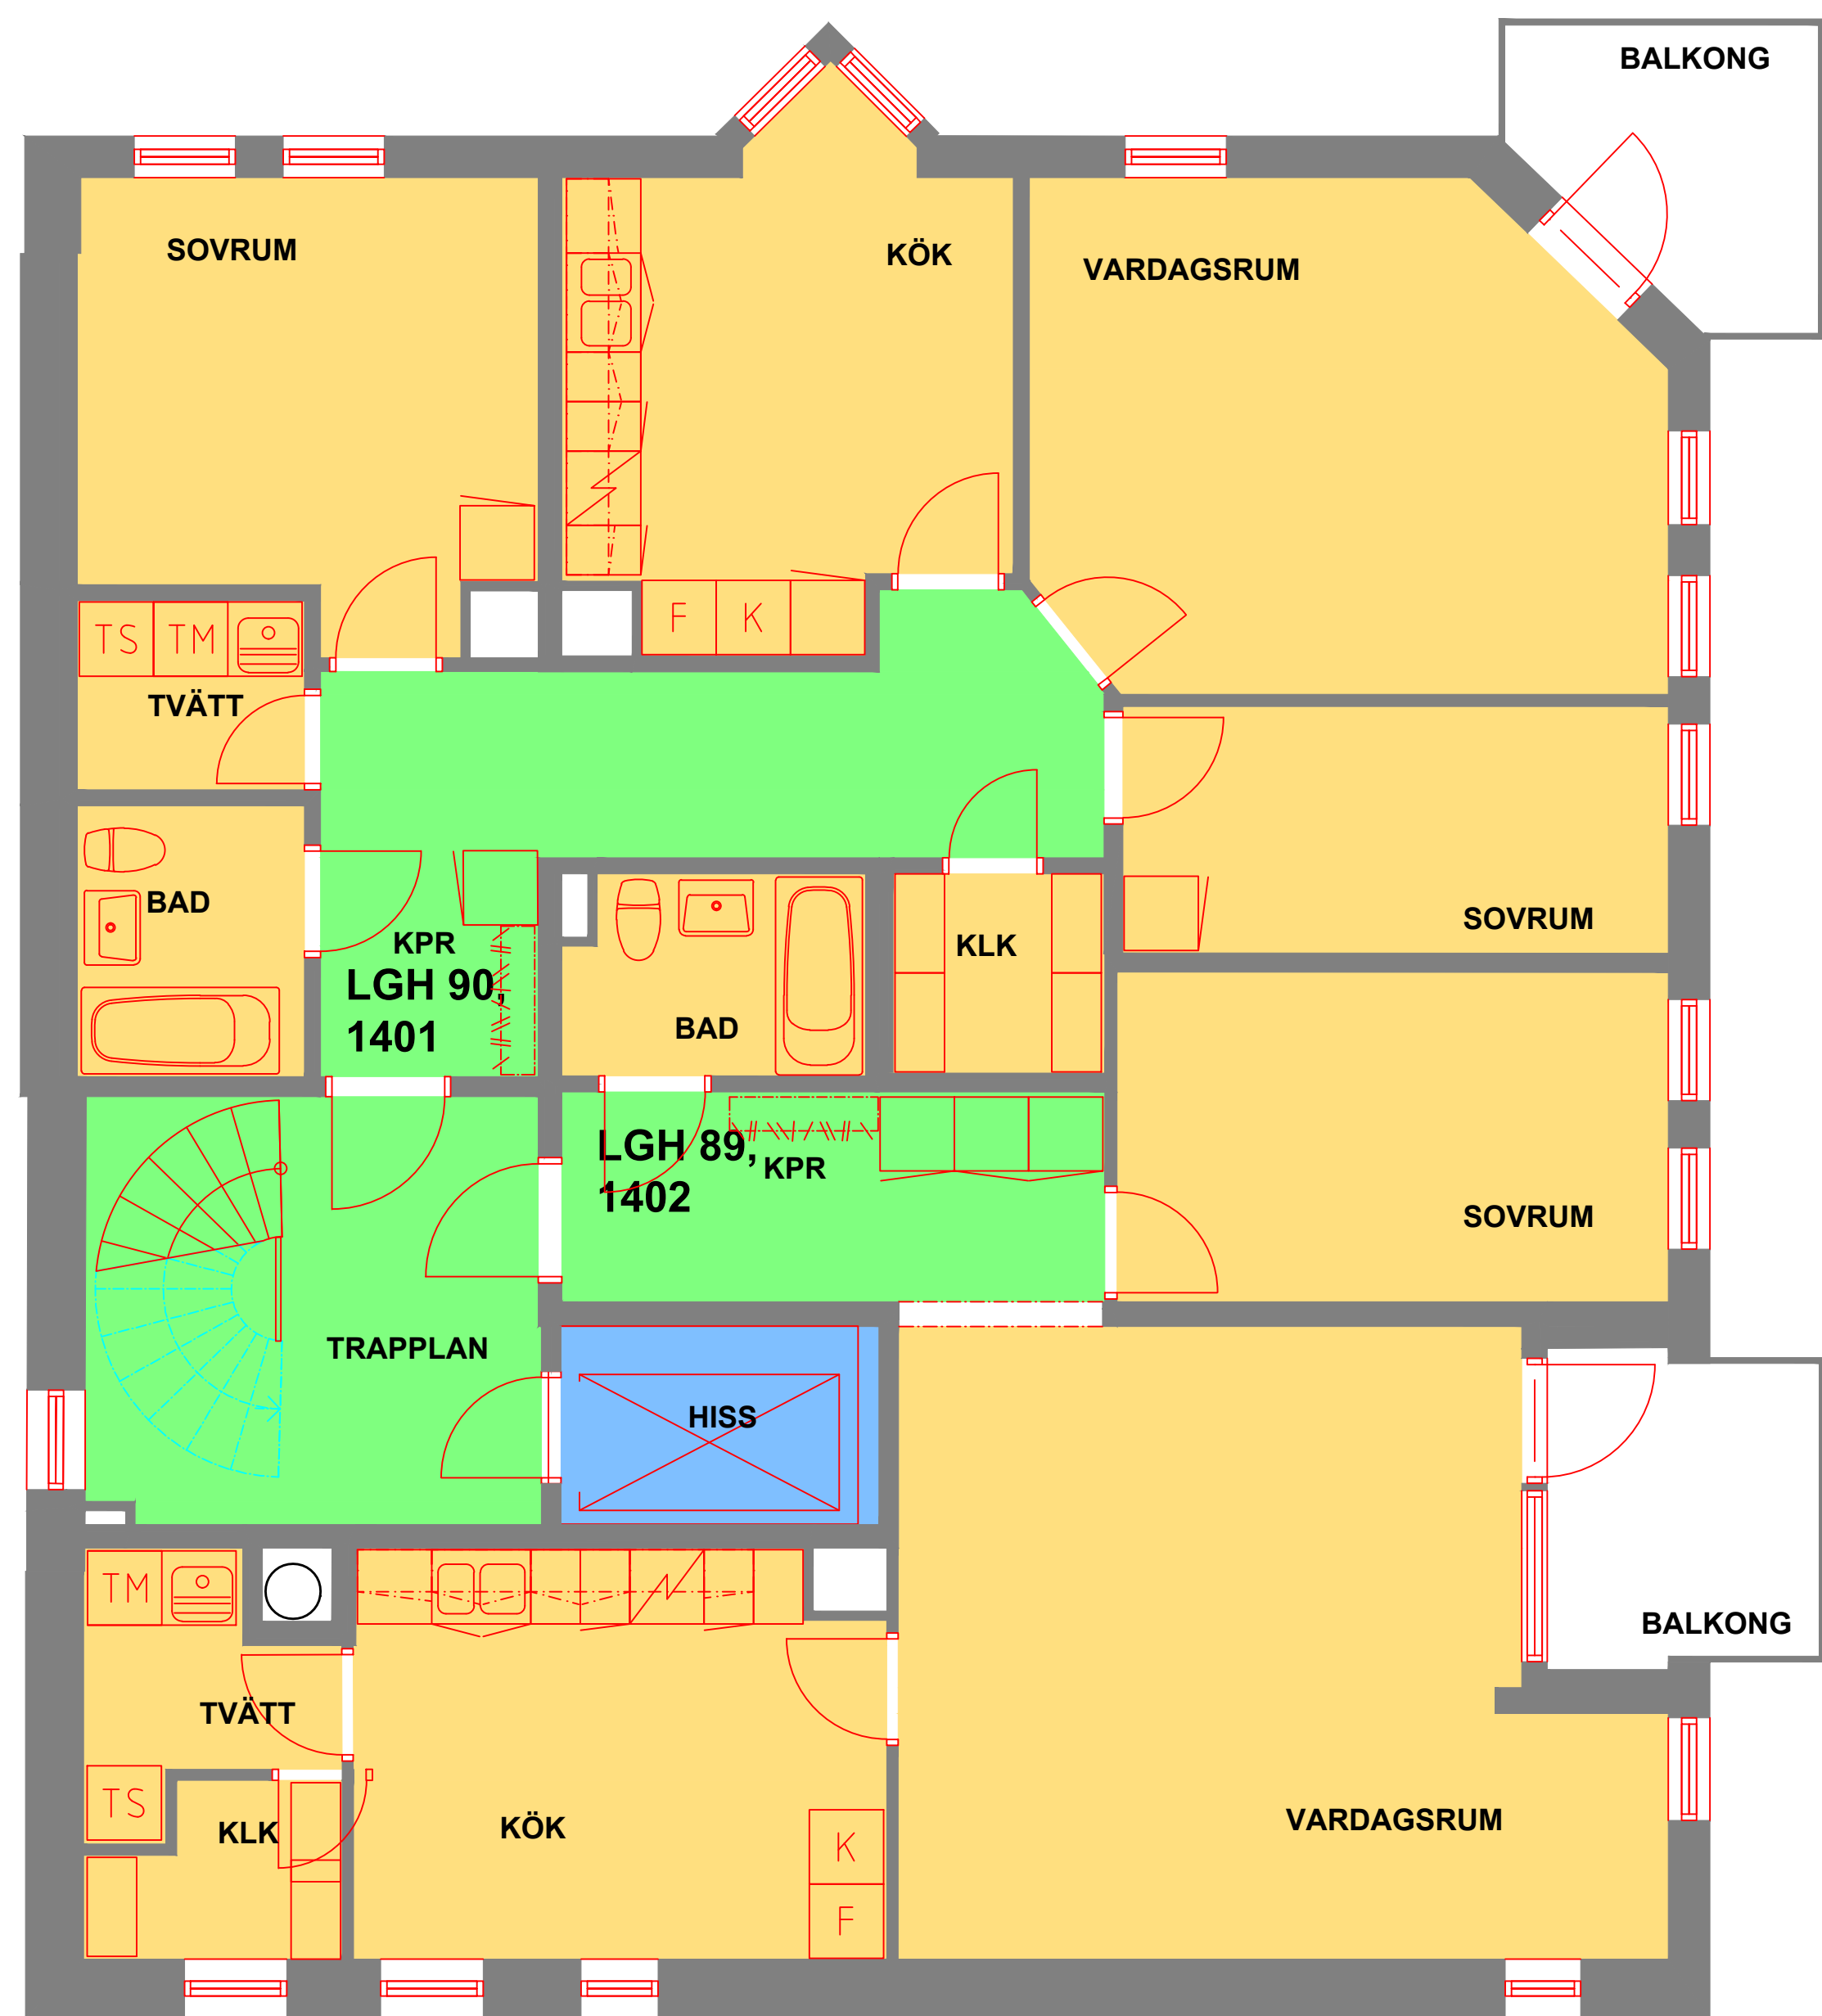 BALKONG
SOVRUM
KÖK
VARDAGSRUM
F K
TS TM
TVÄTT
BAD
KPR
LGH 90,
1401
SOVRUM
KLK
BAD
LGH 89,
1402
KPR
SOVRUM
TRAPPLAN
HISS
TM
BALKONG
TVÄTT
TS
KLK
KÖK
K
F
VARDAGSRUM